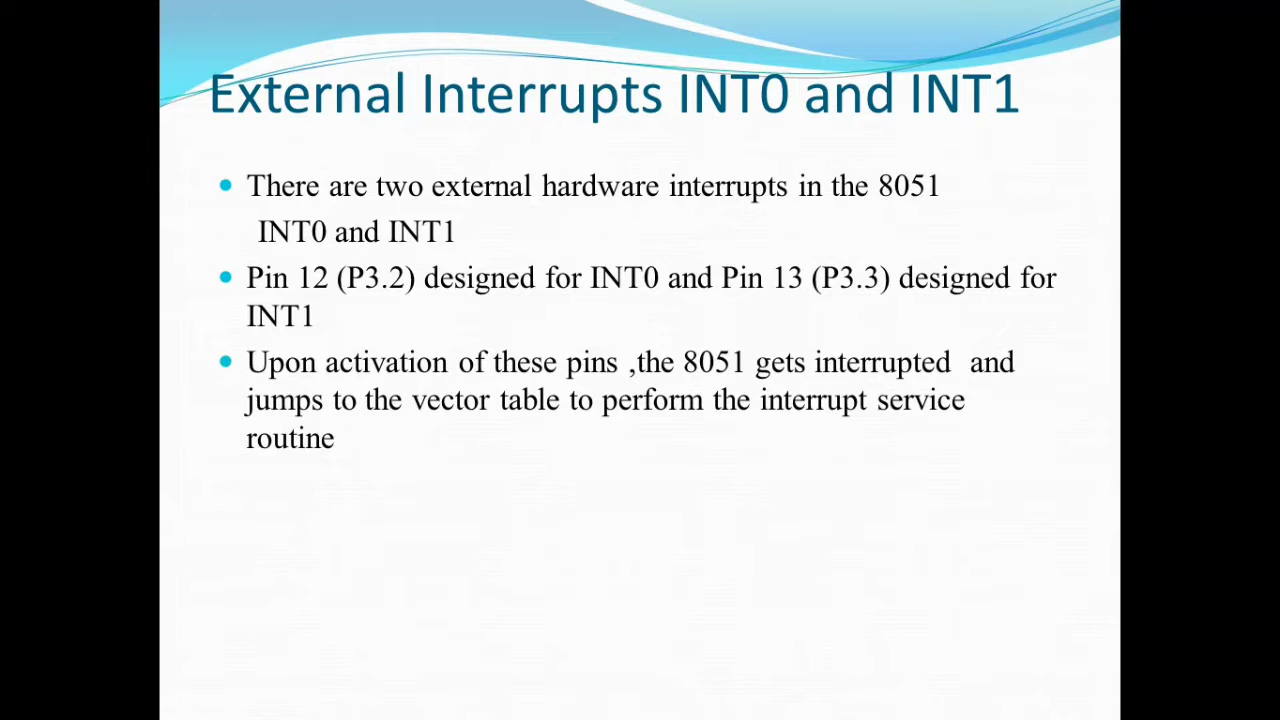 External Interrupts INT0 and INT1
There are two external hardware interrupts in the 8051
INT0 and INT1
Pin 12 (P3.2) designed for INT0 and Pin 13 (P3.3) designed for
INT1
Upon activation of these pins ,the 8051 gets interrupted and
jumps to the vector table to perform the interrupt service
routine